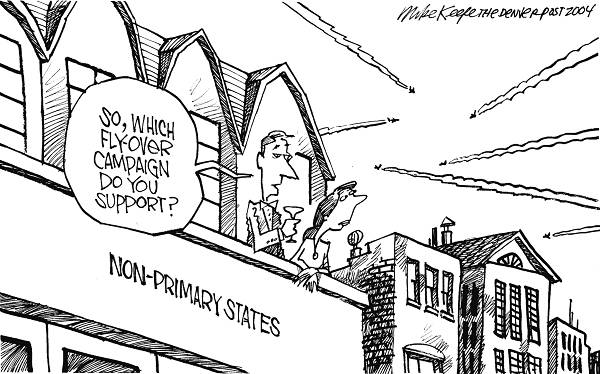 Mike Keefe THE DENVER POST 2004
SO, WHICH
FLY-OVER
CAMPAIGN
DO YOU
SUPPORT?
NON-PRIMARY STATES